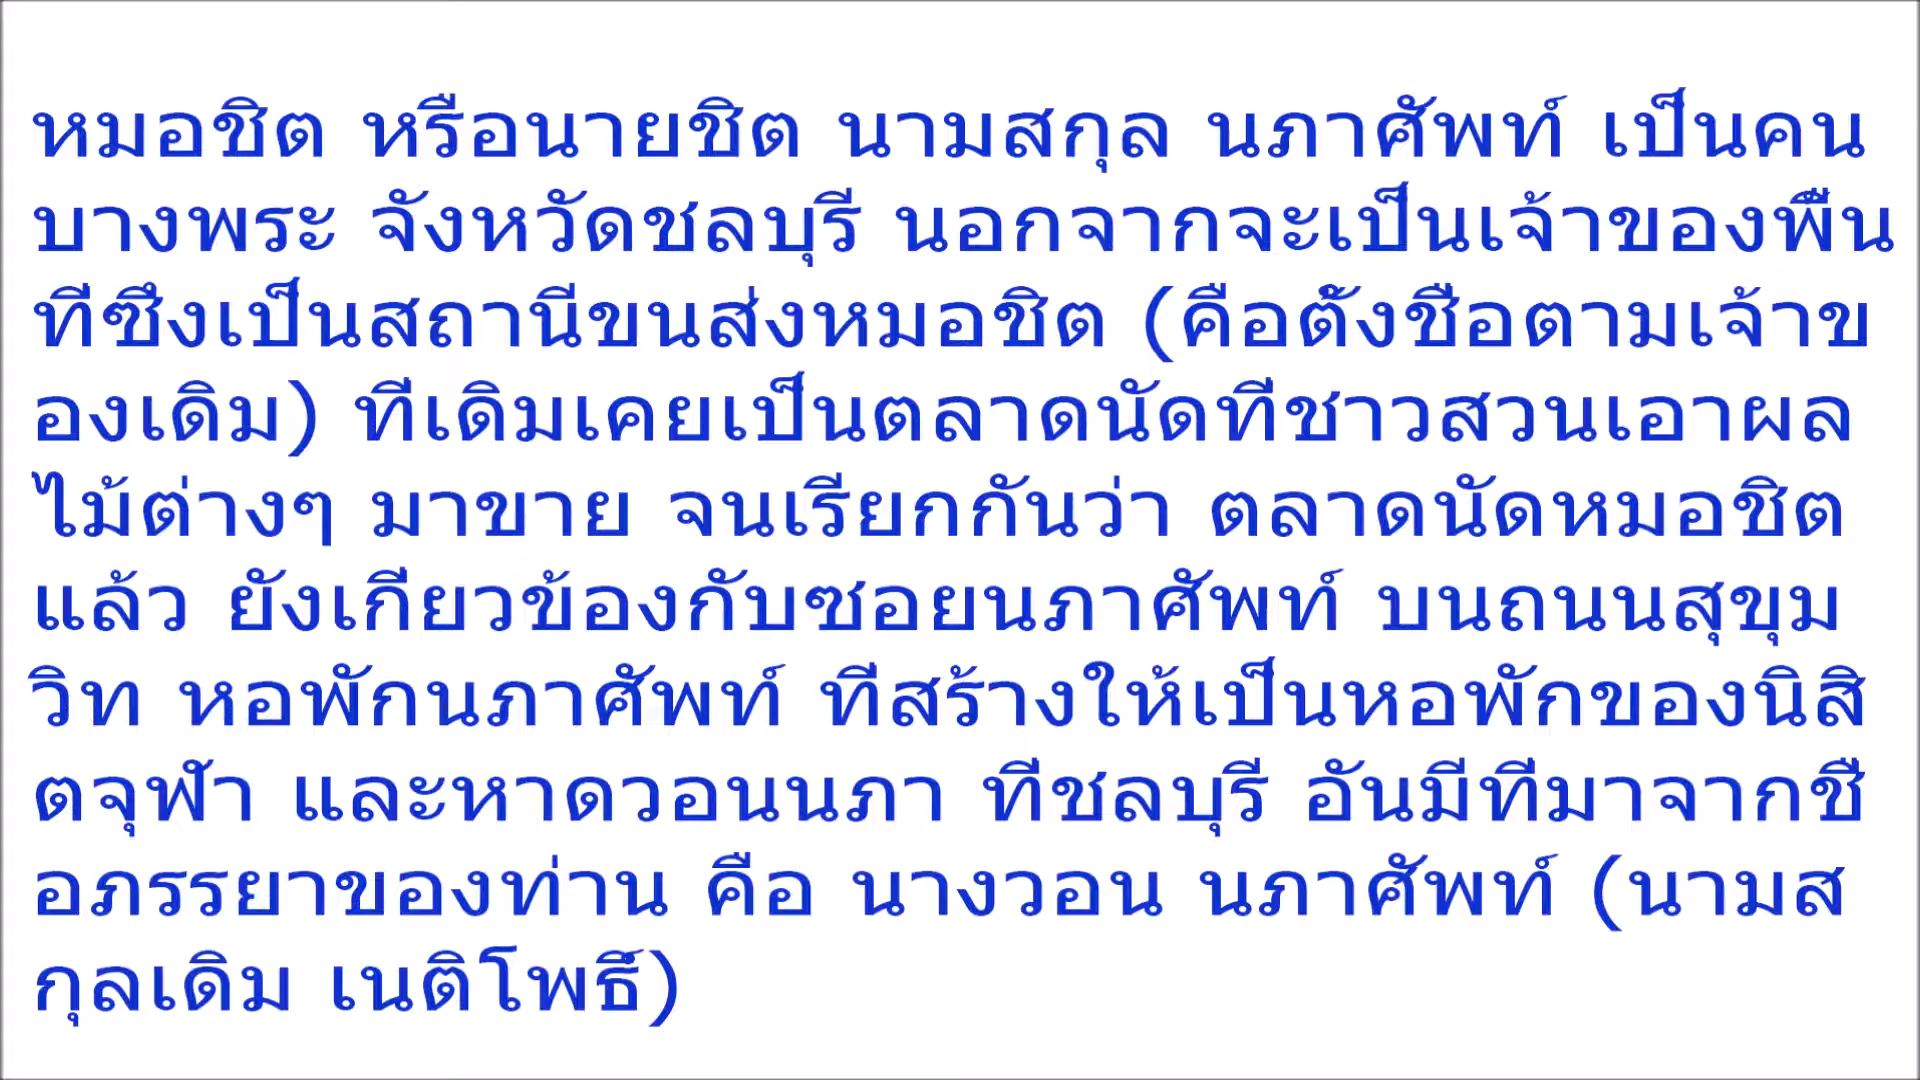 หมอชิต หรือนายชิต นามสกุล นภาศัพท์ เป็นคน
บางพระ จังหวัดชลบุรี นอกจากจะเป็นเจ้าของพื้น
ที่ซึ่งเป็นสถานีขนส่งหมอชิต (คือตั้งชื่อตามเจ้าข
องเดิม) ที่เดิมเคยเป็นตลาดนัดที่ชาวสวนเอาผล
ไม้ต่างๆ มาขาย จนเรียกกันว่า ตลาดนัดหมอชิต
แล้ว ยังเกี่ยวข้องกับซอยนภาศัพท์ บนถนนสุขุม
วิท หอพักนภาศัพท์ ที่สร้างให้เป็นหอพักของนิสิ
ตจุฬา และหาดวอนนภา ที่ชลบุรี อันมีที่มาจากชื่
อภรรยาของท่าน คือ นางวอน นภาศัพท์ (นามส
กุลเดิม เนติโพธิ์)